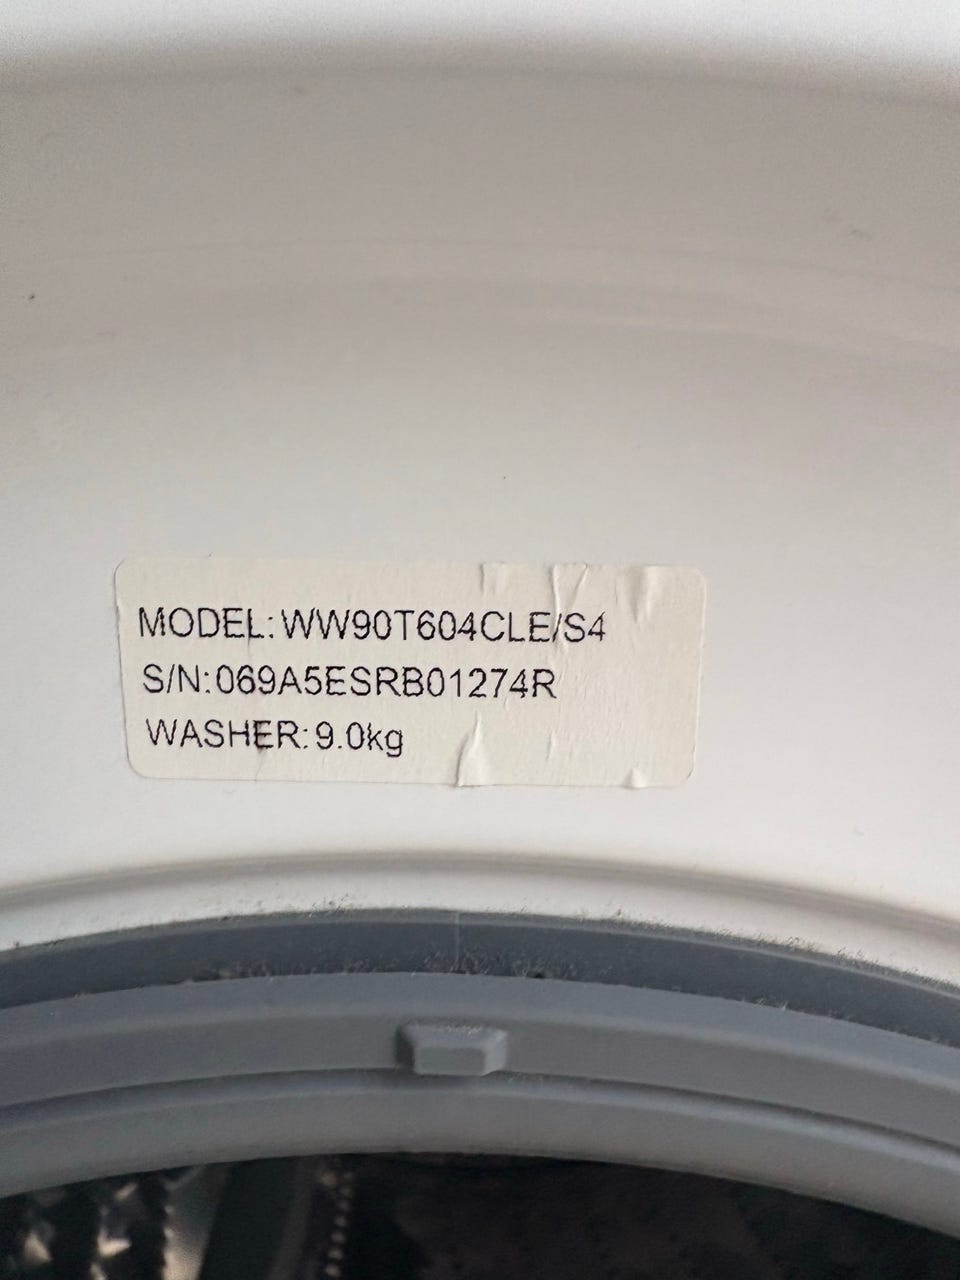 MODEL: WW90T604CLE/S4
S/N: 069A5ESRB01274R
WASHER: 9.0kg